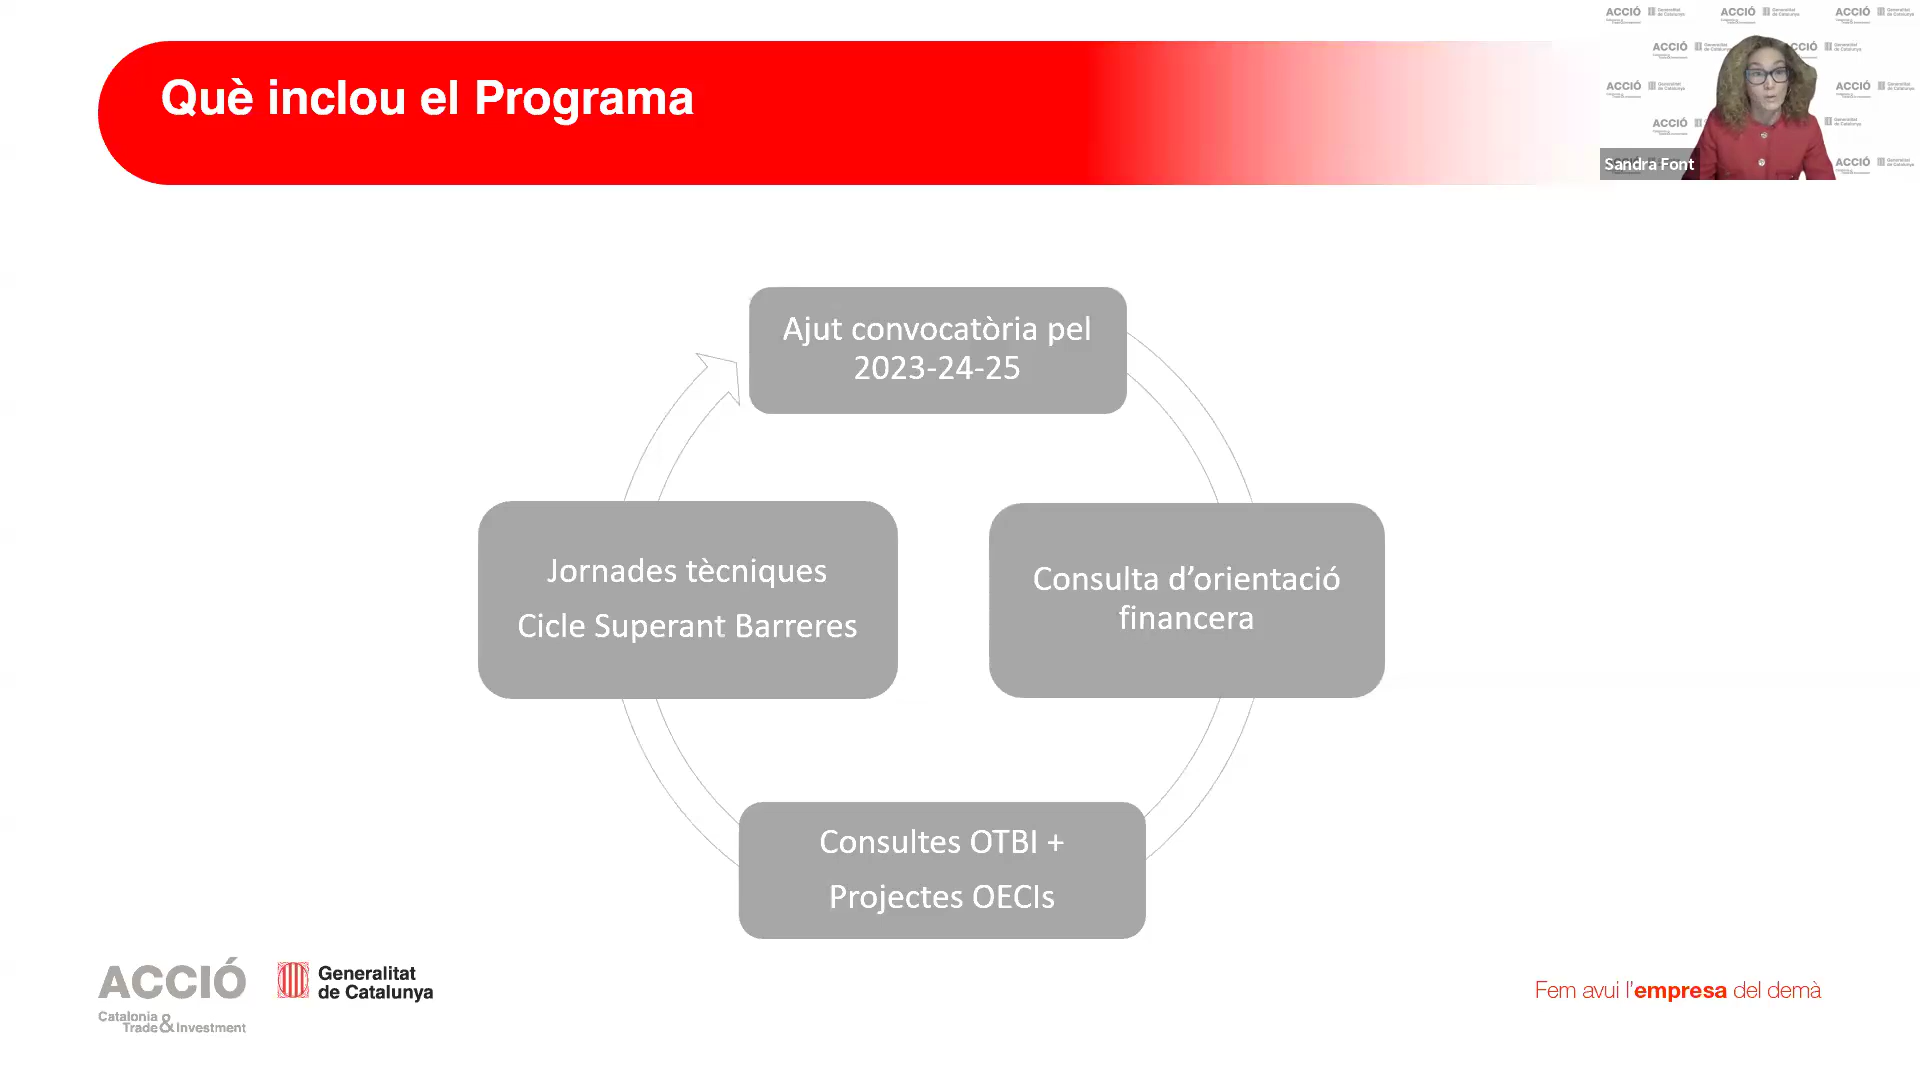 Què inclou el Programa
Sandra Font
Ajut convocatòria pel
2023-24-25
Jornades tècniques
Cicle Superant Barreres
Consulta d’orientació
financera
Consultes OTBI +
Projectes OECIs
ACCIÓ
Catalonia
Trade & Investment
Generalitat
de Catalunya
Fem avui l’empresa del demà